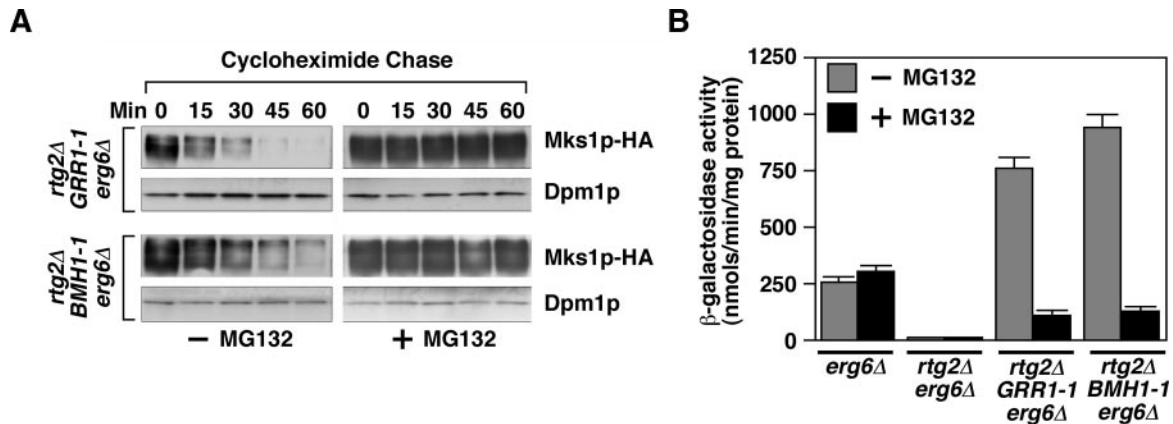 A
Cycloheximide Chase
Min 0 15 30 45 60 0 15 30 45 60
rtg2Δ
GRR1-1
erg6Δ
Mks1p-HA
Dpm1p
rtg2Δ
BMH1-1
erg6Δ
Mks1p-HA
Dpm1p
− MG132 + MG132
B
β-galactosidase activity
(nmols/min/mg protein)
1250
1000
750
500
250
0
− MG132
+ MG132
erg6Δ
rtg2Δ
erg6Δ
rtg2Δ
GRR1-1
erg6Δ
rtg2Δ
BMH1-1
erg6Δ